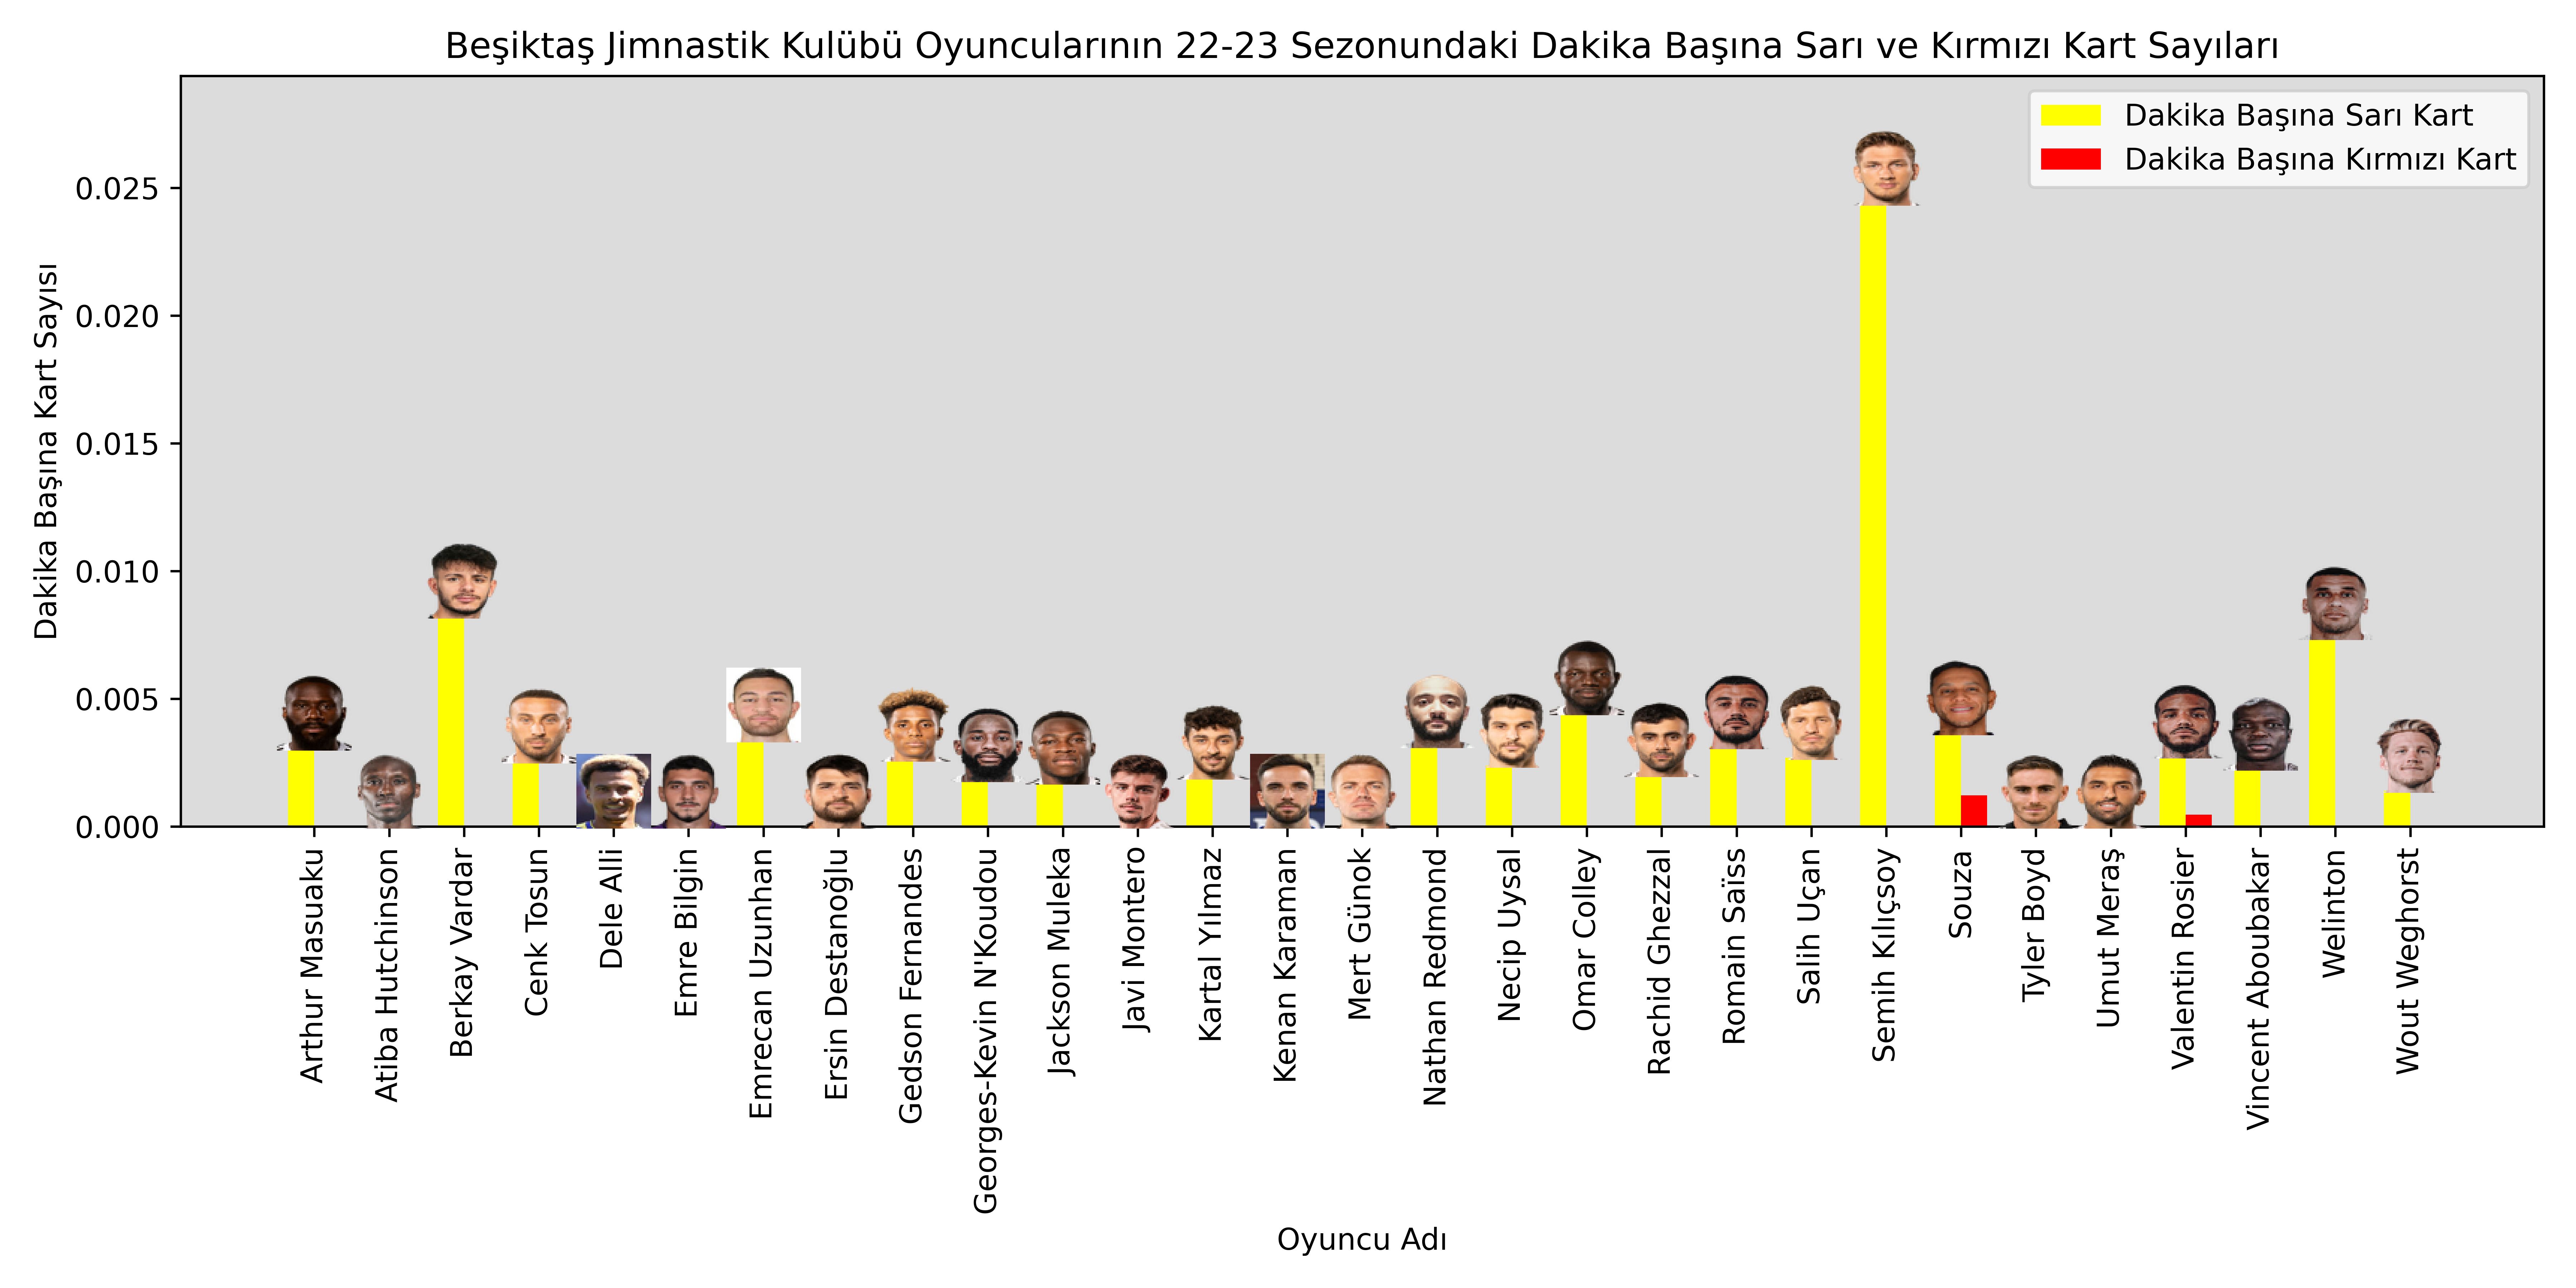 Beşiktaş Jimnastik Kulübü Oyuncularının 22-23 Sezonundaki Dakika Başına Sarı ve Kırmızı Kart Sayıları
Dakika Başına Sarı Kart
Dakika Başına Kırmızı Kart
Dakika Başına Kart Sayısı
0.025
0.020
0.015
0.010
0.005
0.000
Arthur Masuaku
Atiba Hutchinson
Berkay Vardar
Cenk Tosun
Dele Alli
Emre Bilgin
Emrecan Uzunhan
Ersin Destanoğlu
Gedson Fernandes
Georges-Kevin N'Koudou
Jackson Muleka
Javi Montero
Kartal Yılmaz
Kenan Karaman
Mert Günok
Nathan Redmond
Necip Uysal
Omar Colley
Rachid Ghezzal
Romain Saïss
Salih Uçan
Semih Kılıçsoy
Souza
Tyler Boyd
Umut Meraş
Valentin Rosier
Vincent Aboubakar
Welinton
Wout Weghorst
Oyuncu Adı